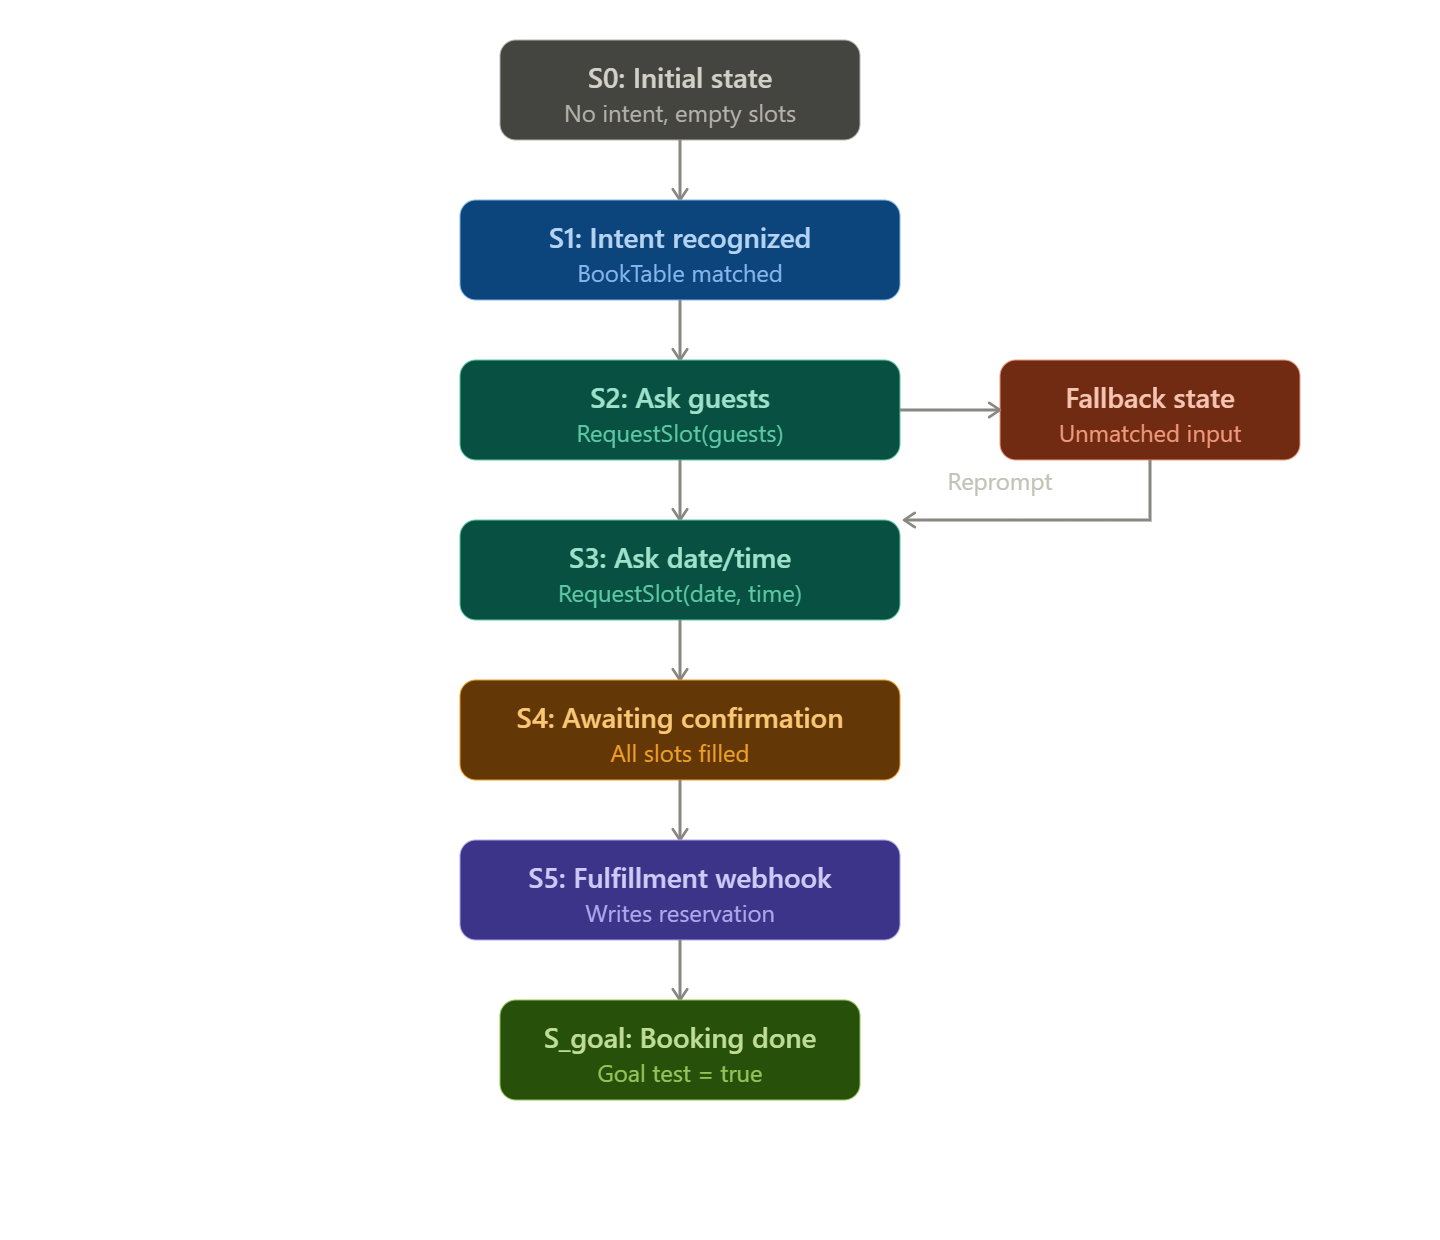 S0: Initial state
No intent, empty slots
S1: Intent recognized
BookTable matched
S2: Ask guests
RequestSlot(guests)
Fallback state
Unmatched input
Reprompt
S3: Ask date/time
RequestSlot(date, time)
S4: Awaiting confirmation
All slots filled
S5: Fulfillment webhook
Writes reservation
S_goal: Booking done
Goal test = true